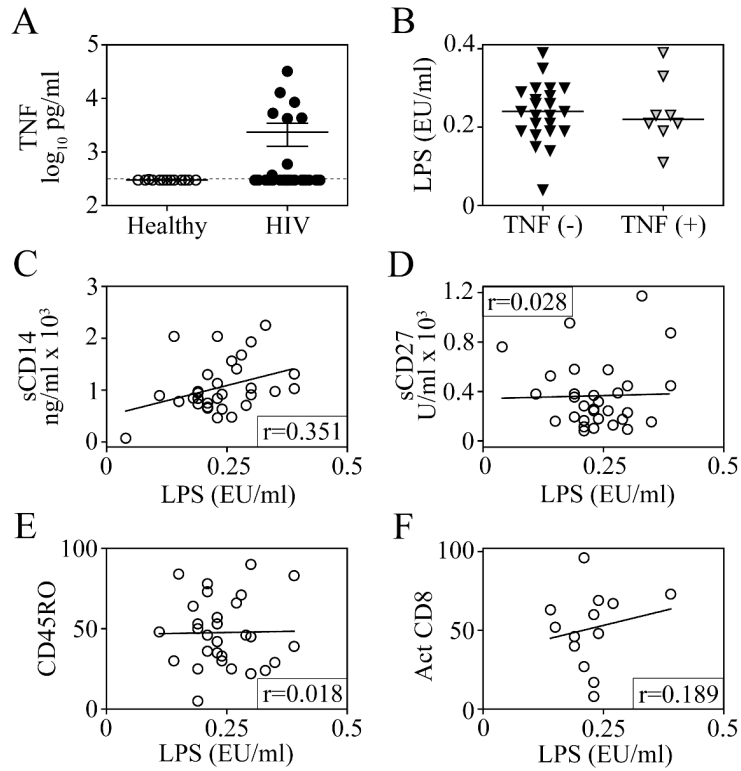 A
TNF
log₁₀ pg/ml
5
4
3
2
Healthy
HIV
B
LPS (EU/ml)
0.4
0.2
0
TNF (-)
TNF (+)
C
sCD14
ng/ml x 10³
3
2
1
0
0
0.25
0.5
LPS (EU/ml)
r=0.351
D
sCD27
U/ml x 10³
1.2
0.8
0.4
0
0
0.25
0.5
LPS (EU/ml)
r=0.028
E
CD45RO
100
50
0
0
0.25
0.5
LPS (EU/ml)
r=0.018
F
Act CD8
100
50
0
0
0.25
0.5
LPS (EU/ml)
r=0.189